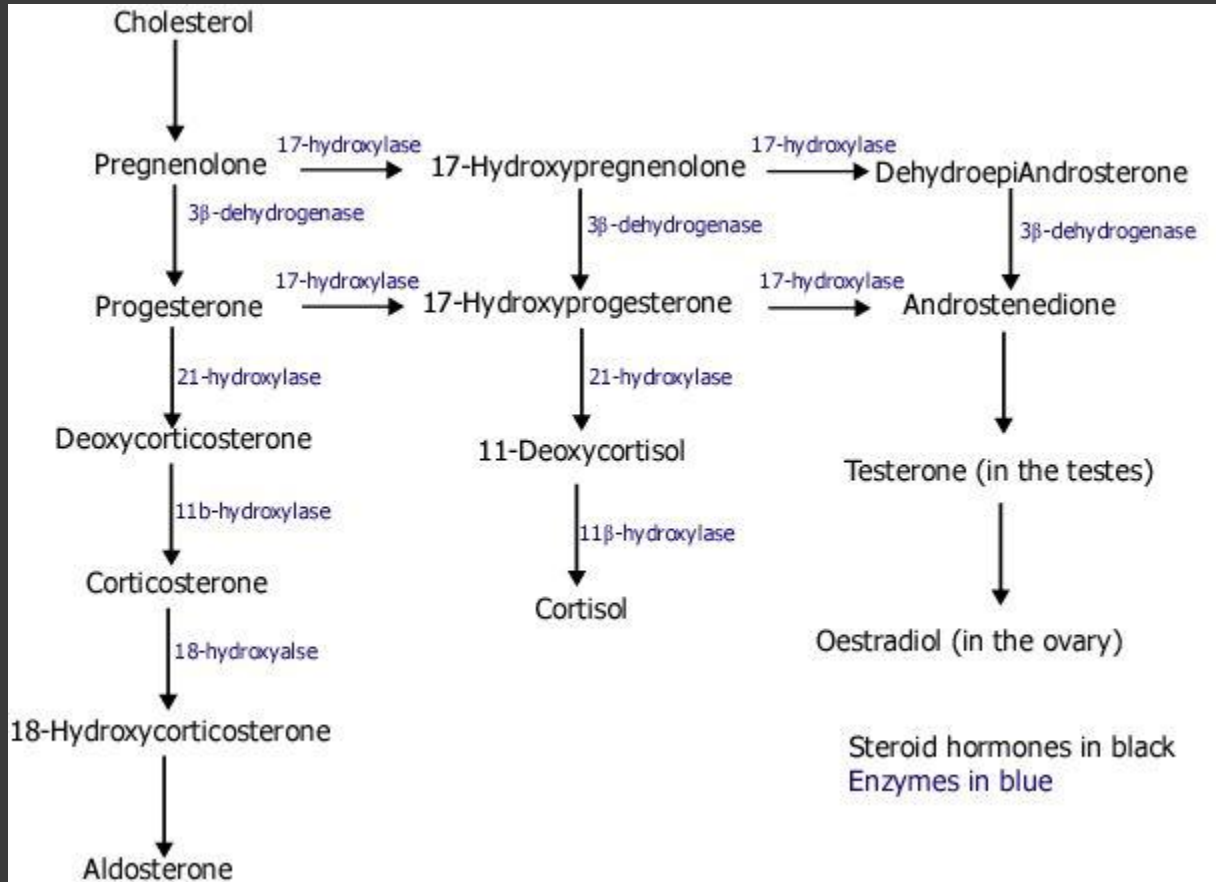 Cholesterol
17-hydroxylase
17-hydroxylase
Pregnenolone
17-Hydroxypregnenolone
DehydroepiAndrosterone
3β-dehydrogenase
3β-dehydrogenase
3β-dehydrogenase
17-hydroxylase
17-hydroxylase
Progesterone
17-Hydroxyprogesterone
Androstenedione
21-hydroxylase
21-hydroxylase
Deoxycorticosterone
11-Deoxycortisol
Testerone (in the testes)
11b-hydroxylase
11β-hydroxylase
Corticosterone
Cortisol
18-hydroxyalse
Oestradiol (in the ovary)
18-Hydroxycorticosterone
Steroid hormones in black
Enzymes in blue
Aldosterone